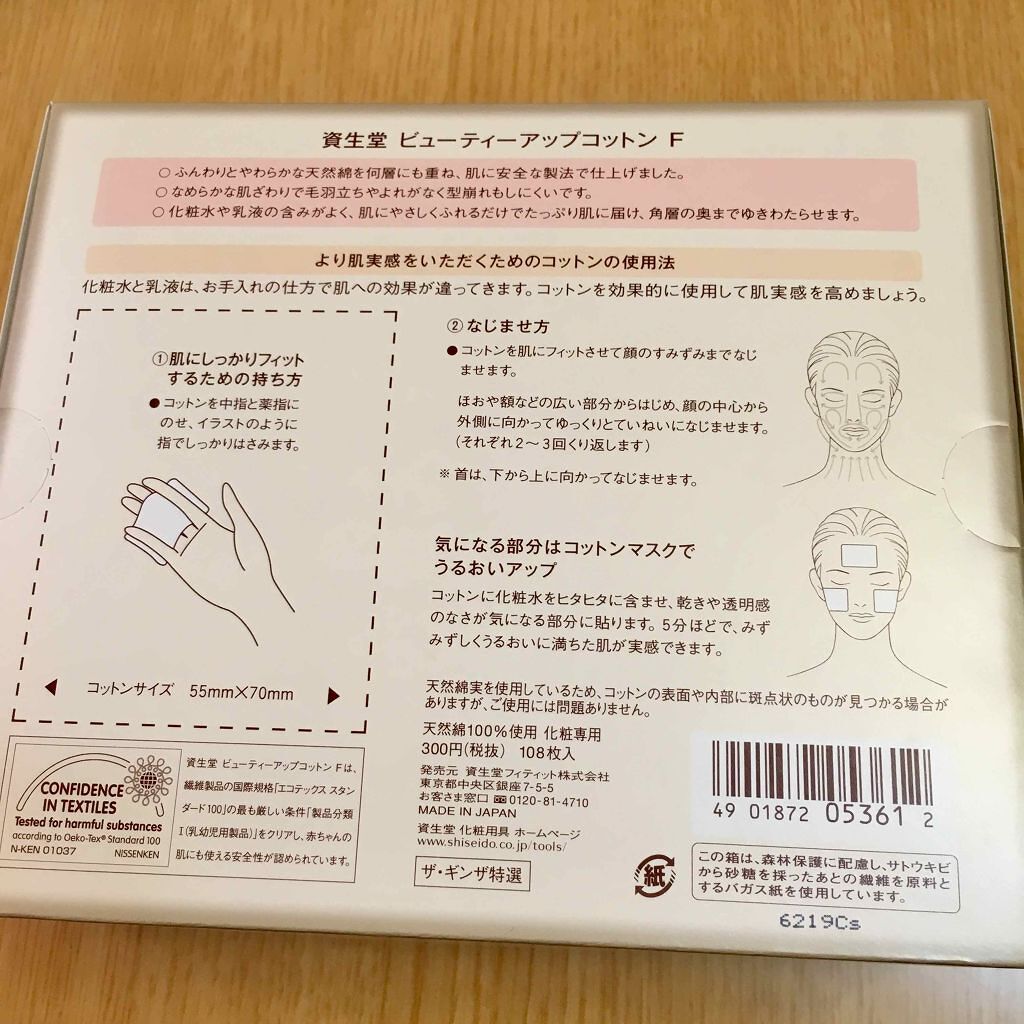 資生堂 ビューティーアップコットン F
○ ふんわりとやわらかな天然綿を何層にも重ね、肌に安全な製法で仕上げました。
○ なめらかな肌ざわりで毛羽立ちやよれがなく型崩れもしにくいです。
○ 化粧水や乳液の含みがよく、肌にやさしくふれるだけでたっぷり肌に届け、角層の奥までゆきわたらせます。
より肌実感をいただくためのコットンの使用法
化粧水と乳液は、お手入れの仕方で肌への効果が違ってきます。コットンを効果的に使用して肌実感を高めましょう。
①肌にしっかりフィット
するための持ち方
●コットンを中指と薬指に
のせ、イラストのように
指でしっかりはさみます。
コットンサイズ 55mm×70mm
② なじませ方
● コットンを肌にフィットさせて顔のすみずみまでなじ
ませます。
ほおや額などの広い部分からはじめ、顔の中心から
外側に向かってゆっくりとていねいになじませます。
(それぞれ2〜3回くり返します)
※ 首は、下から上に向かってなじませます。
気になる部分はコットンマスクで
うるおいアップ
コットンに化粧水をヒタヒタに含ませ、乾きや透明感
のなさが気になる部分に貼ります。5分ほどで、みず
みずしくうるおいに満ちた肌が実感できます。
天然綿実を使用しているため、コットンの表面や内部に斑点状のものが見つかる場合が
ありますが、ご使用には問題ありません。
天然綿100%使用 化粧専用
300円(税抜) 108枚入
発売元 資生堂フィティット株式会社
東京都中央区銀座7-5-5
お客さま窓口 0120-81-4710
MADE IN JAPAN
資生堂 化粧用具 ホームページ
www.shiseido.co.jp/tools/
ザ・ギンザ特選
CONFIDENCE
IN TEXTILES
Tested for harmful substances
according to Oeko-Tex® Standard 100
N-KEN 01037 NISSENKEN
資生堂 ビューティーアップコットン Fは、
繊維製品の国際規格「エコテックス スタン
ダード100」の最も厳しい条件「製品分類
I(乳幼児用製品)」をクリアし、赤ちゃんの
肌にも使える安全性が認められています。
49 01872 05361 2
紙
この箱は、森林保護に配慮し、サトウキビ
から砂糖を採ったあとの繊維を原料と
するバガス紙を使用しています。
6219Cs